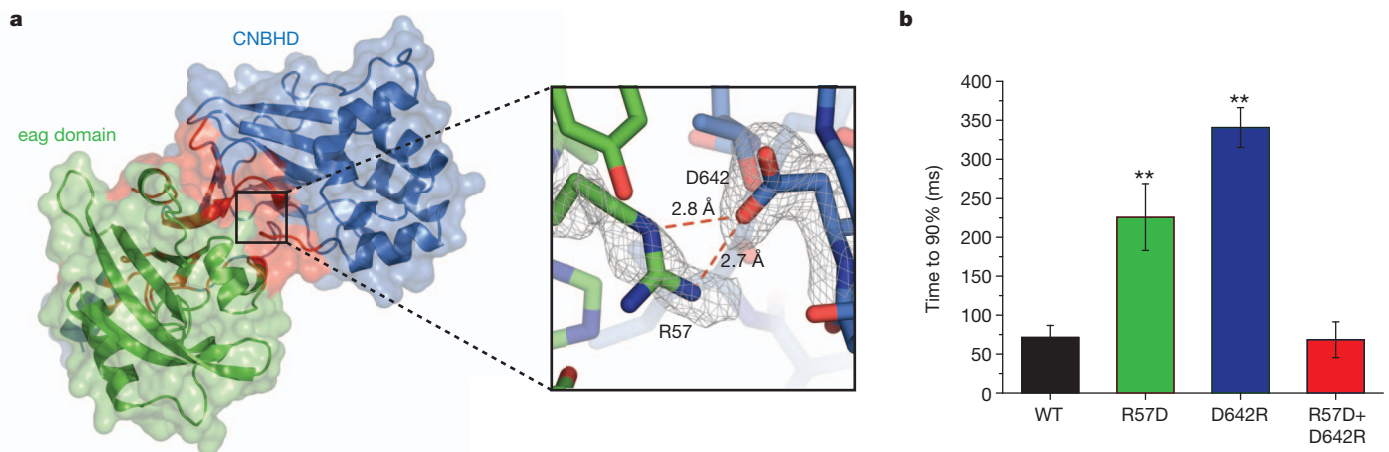 a
CNBHD
eag domain
D642
2.8 Å
2.7 Å
R57
b
Time to 90% (ms)
400
350
300
250
200
150
100
50
0
**
**
WT
R57D
D642R
R57D+
D642R